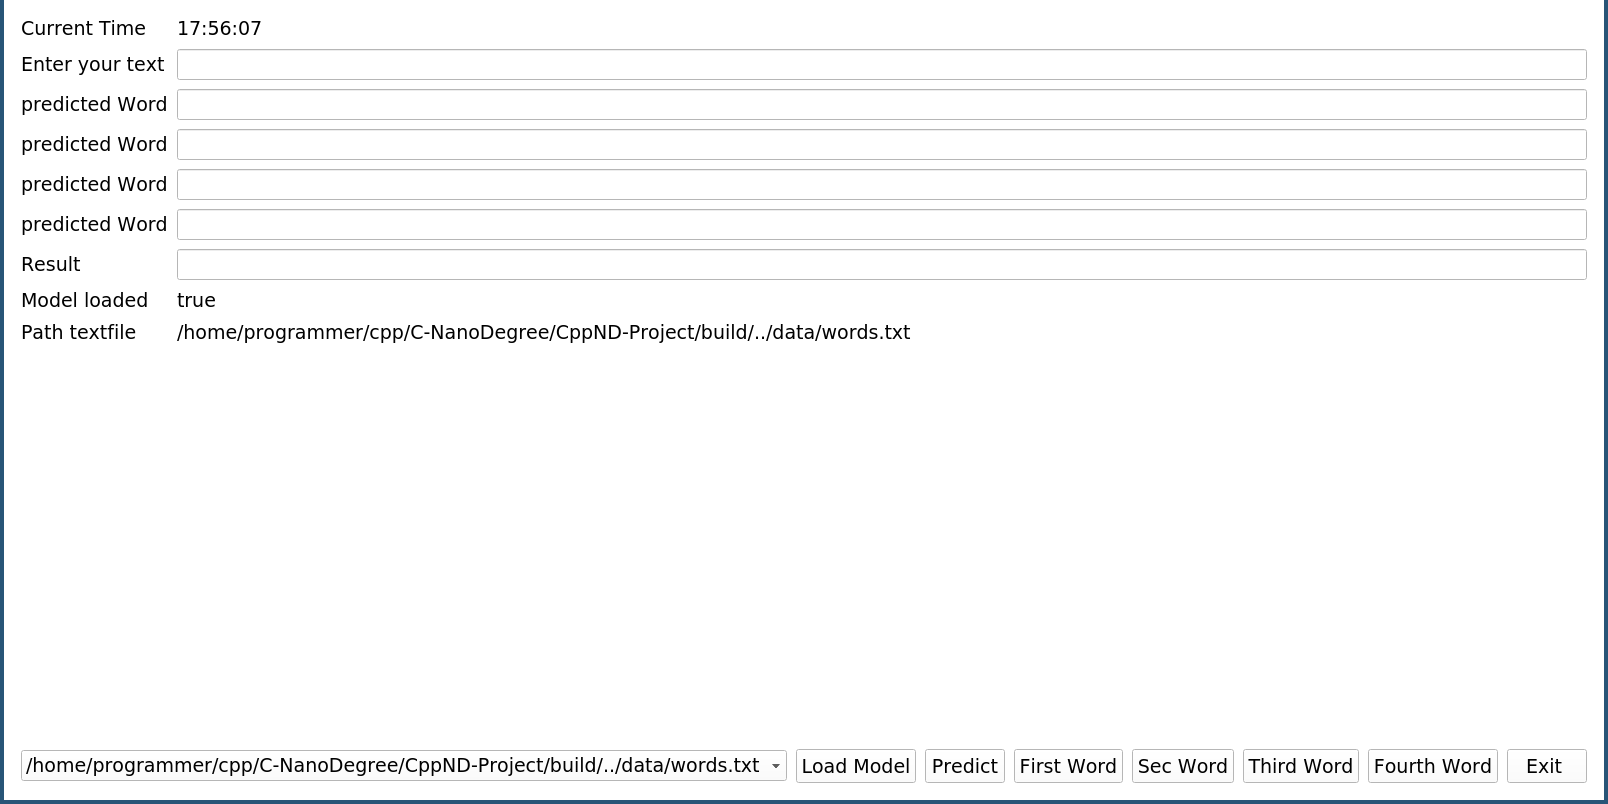 Current Time 17:56:07
Enter your text
predicted Word
predicted Word
predicted Word
predicted Word
Result
Model loaded true
Path textfile /home/programmer/cpp/C-NanoDegree/CppND-Project/build/../data/words.txt
/home/programmer/cpp/C-NanoDegree/CppND-Project/build/../data/words.txt Load Model Predict First Word Sec Word Third Word Fourth Word Exit